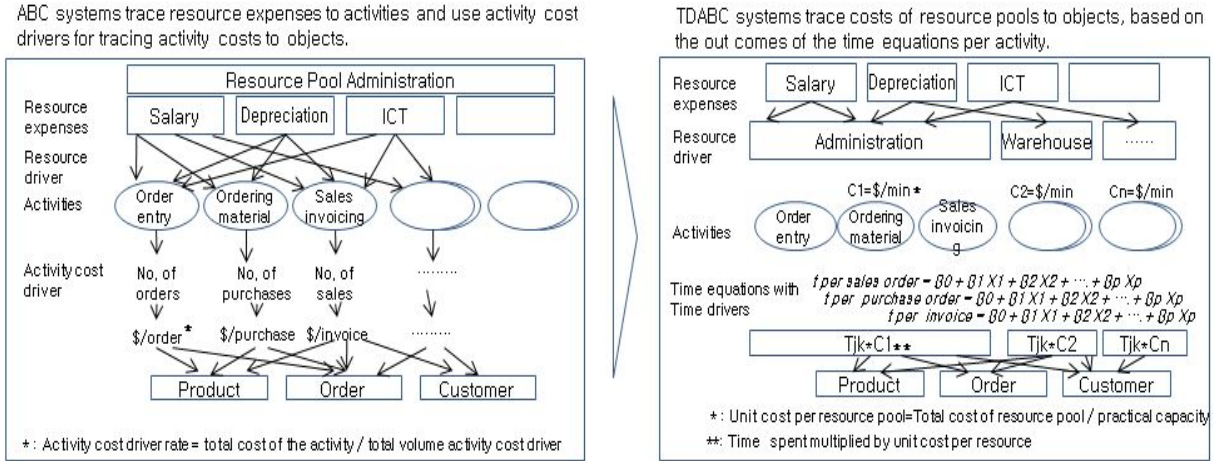 ABC systems trace resource expenses to activities and use activity cost
drivers for tracing activity costs to objects.
Resource Pool Administration
Resource
expenses
Salary
Depreciation
ICT
Resource
driver
Activities
Order
entry
Ordering
material
Sales
invoicing
Activity cost
driver
No, of
orders
No, of
purchases
No, of
sales
.........
$/order*
$/purchase
$/invoice
.........
Product
Order
Customer
*: Activity cost driver rate= total cost of the activity / total volume activity cost driver
TDABC systems trace costs of resource pools to objects, based on
the out comes of the time equations per activity.
Resource
expenses
Salary
Depreciation
ICT
Resource
driver
Administration
Warehouse
......
C1=$/min*
C2=$/min
Cn=$/min
Activities
Order
entry
Ordering
material
Sales
invoicin
g
Time equations with
Time drivers
t per sales order = β0 + β1 X1 + β2 X2 + ···. + βp Xp
t per purchase order = β0 + β1 X1 + β2 X2 + ···. + βp Xp
t per invoice = β0 + β1 X1 + β2 X2 + ···. + βp Xp
Tjk*C1**
Tjk*C2
Tjk*Cn
Product
Order
Customer
*: Unit cost per resource pool=Total cost of resource pool / practical capacity
**: Time spent multiplied by unit cost per resource